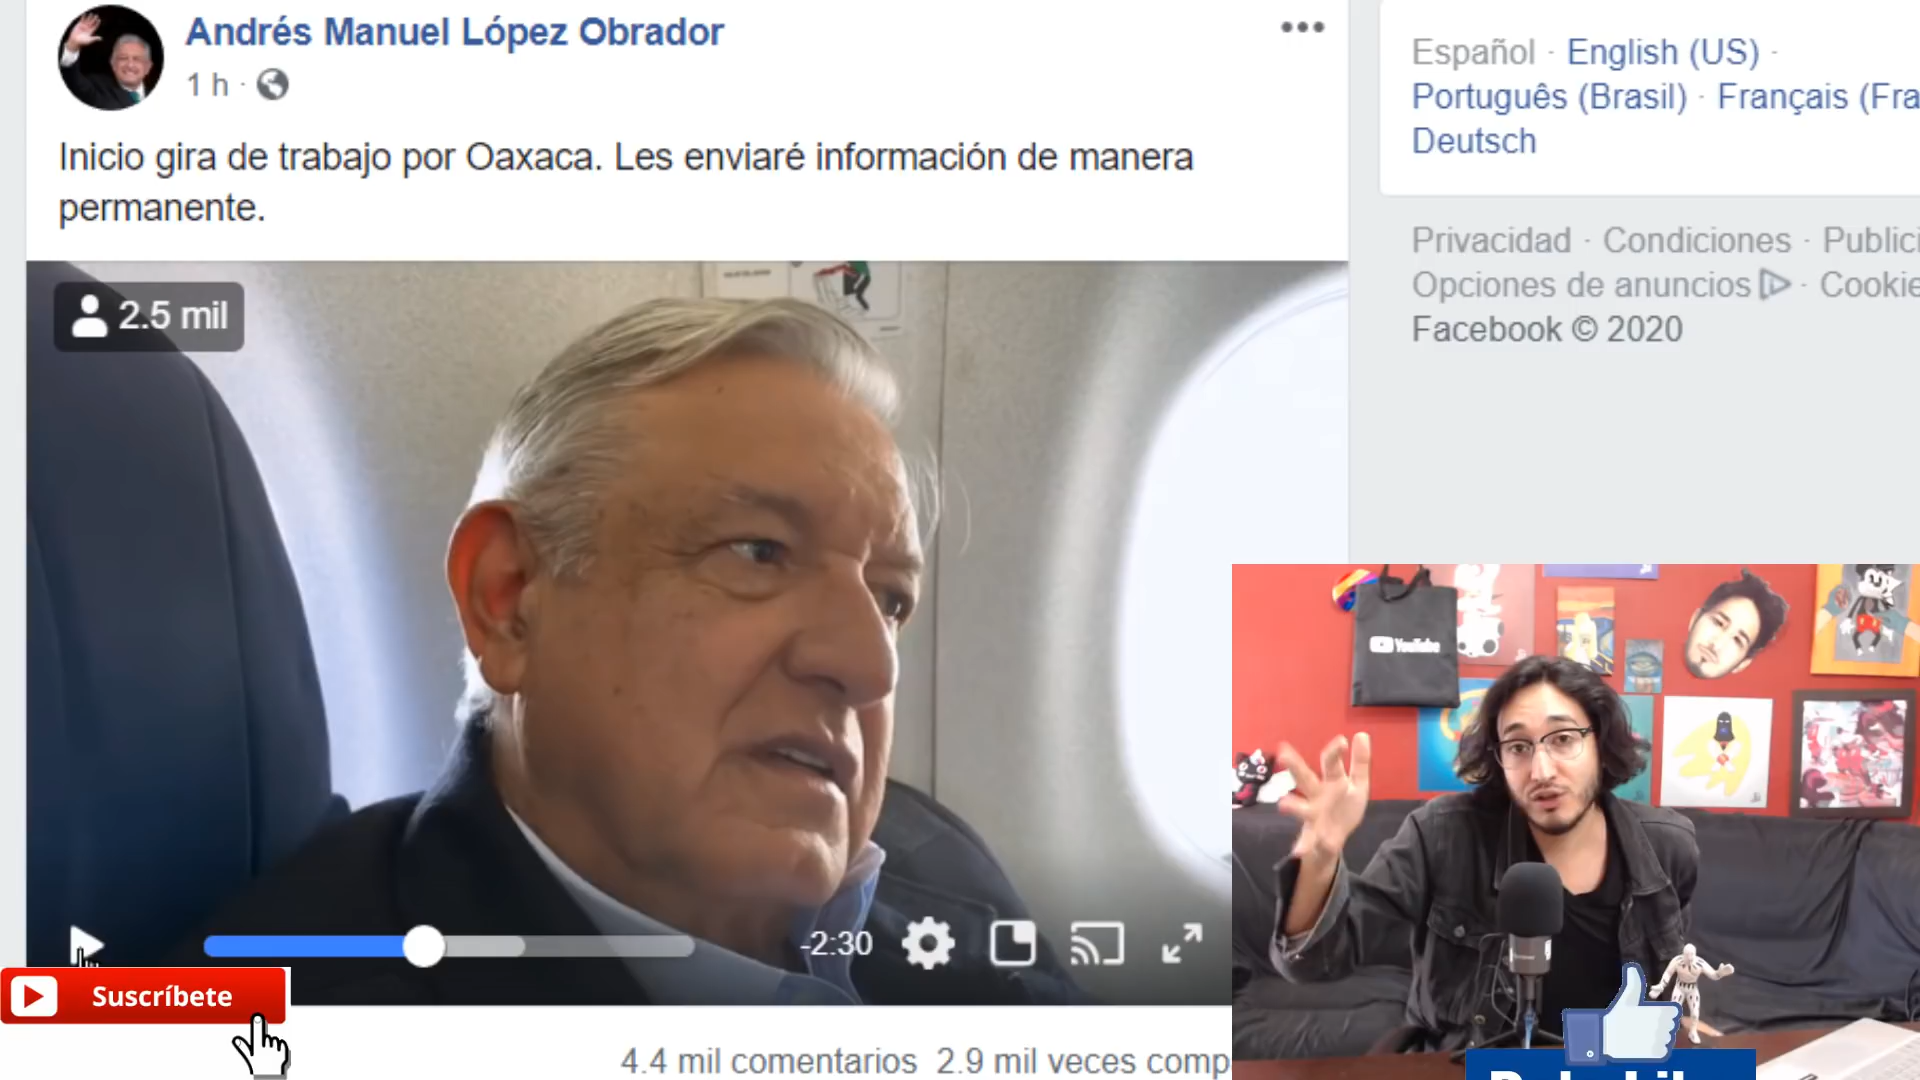 Andrés Manuel López Obrador
1 h ·
Inicio gira de trabajo por Oaxaca. Les enviaré información de manera
permanente.
2.5 mil
-2:30
Suscríbete
4.4 mil comentarios 2.9 mil veces comp
Español · English (US) ·
Português (Brasil) · Français (Fra
Deutsch
Privacidad · Condiciones · Publici
Opciones de anuncios · Cookie
Facebook © 2020
YouTube